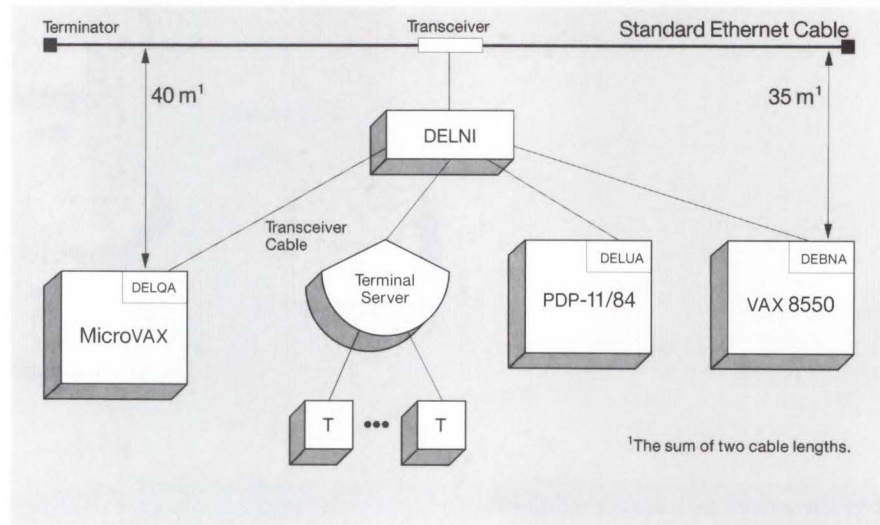 Terminator
Transceiver
Standard Ethernet Cable
40 m¹
35 m¹
DELNI
Transceiver
Cable
DELQA
MicroVAX
Terminal
Server
DELUA
PDP-11/84
DEBNA
VAX 8550
T ••• T
¹The sum of two cable lengths.